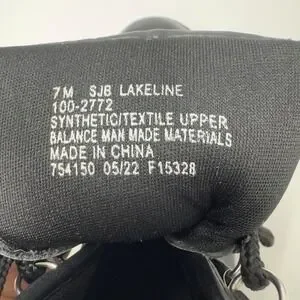 7M SJB LAKELINE
100-2772
SYNTHETIC/TEXTILE UPPER
BALANCE MAN MADE MATERIALS
MADE IN CHINA
754150 05/22 F15328